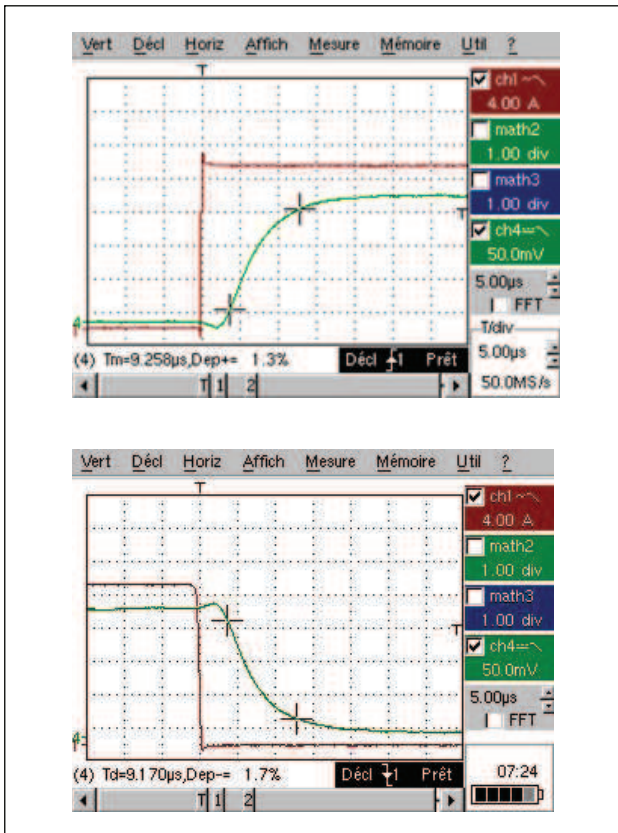 Vert Décl Horiz Affich Mesure Mémoire Util ?
T
ch1
4.00 A
math2
1.00 div
math3
1.00 div
T
ch4
50.0mV
5.00µs
FFT
4
T/div
(4) Tm=9.258µs,Dep+= 1.3% Décl 1 Prêt
5.00µs
T 1 2
50.0MS/s
Vert Décl Horiz Affich Mesure Mémoire Util ?
T
ch1
4.00 A
math2
1.00 div
math3
1.00 div
T
ch4
50.0mV
5.00µs
FFT
4
(4) Td=9.170µs,Dep-= 1.7% Décl 1 Prêt
07:24
T 1 2